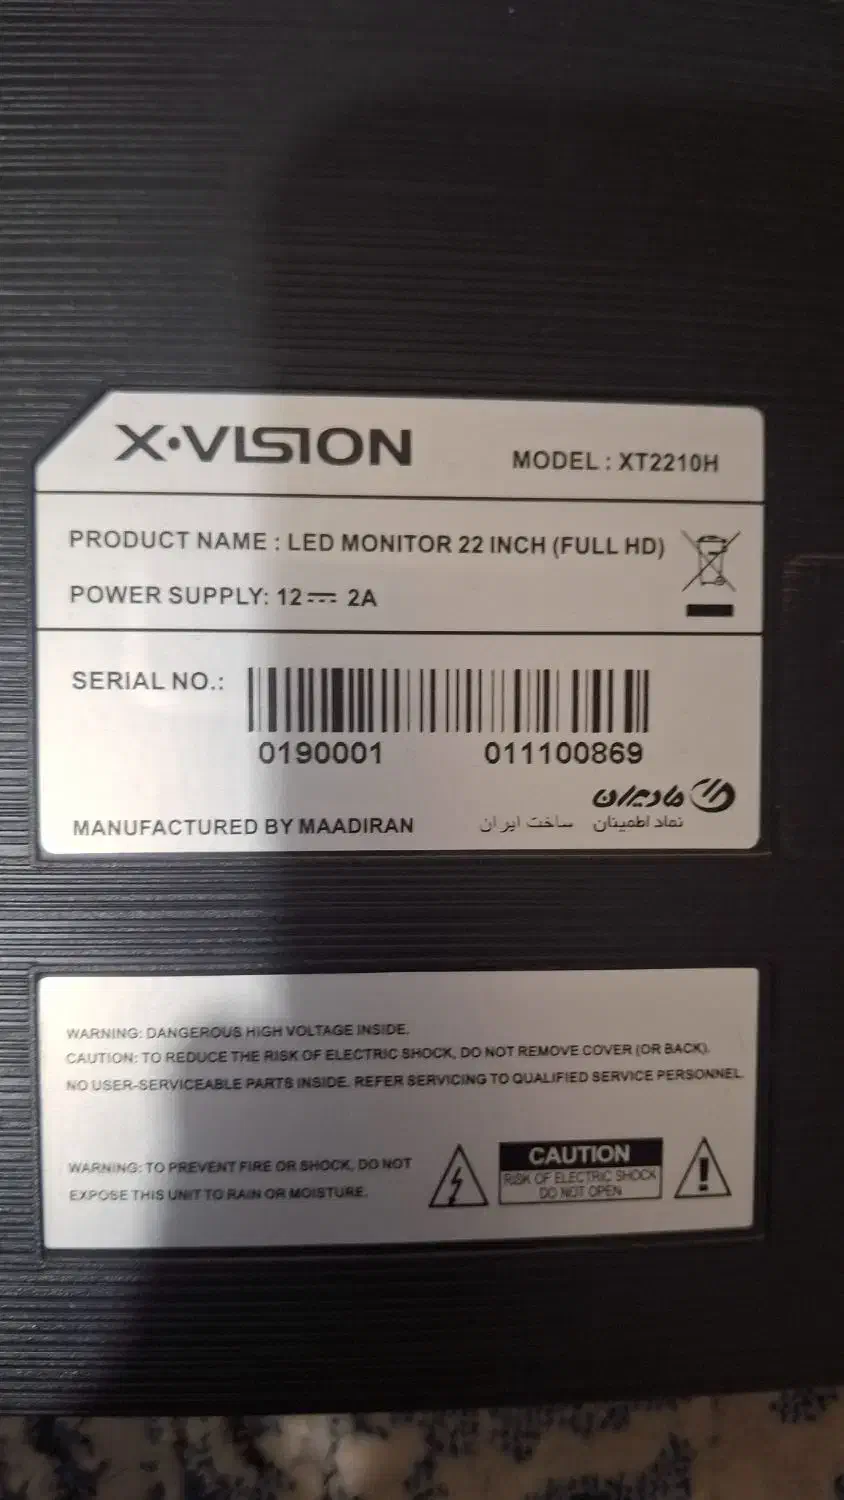 X·VISION
MODEL : XT2210H
PRODUCT NAME : LED MONITOR 22 INCH (FULL HD)
POWER SUPPLY: 12⎓ 2A
SERIAL NO.:
0190001 011100869
مادیران
MANUFACTURED BY MAADIRAN
نماد اطمینان ساخت ایران
WARNING: DANGEROUS HIGH VOLTAGE INSIDE.
CAUTION: TO REDUCE THE RISK OF ELECTRIC SHOCK, DO NOT REMOVE COVER (OR BACK).
NO USER-SERVICEABLE PARTS INSIDE. REFER SERVICING TO QUALIFIED SERVICE PERSONNEL.
WARNING: TO PREVENT FIRE OR SHOCK, DO NOT
EXPOSE THIS UNIT TO RAIN OR MOISTURE.
CAUTION
RISK OF ELECTRIC SHOCK
DO NOT OPEN